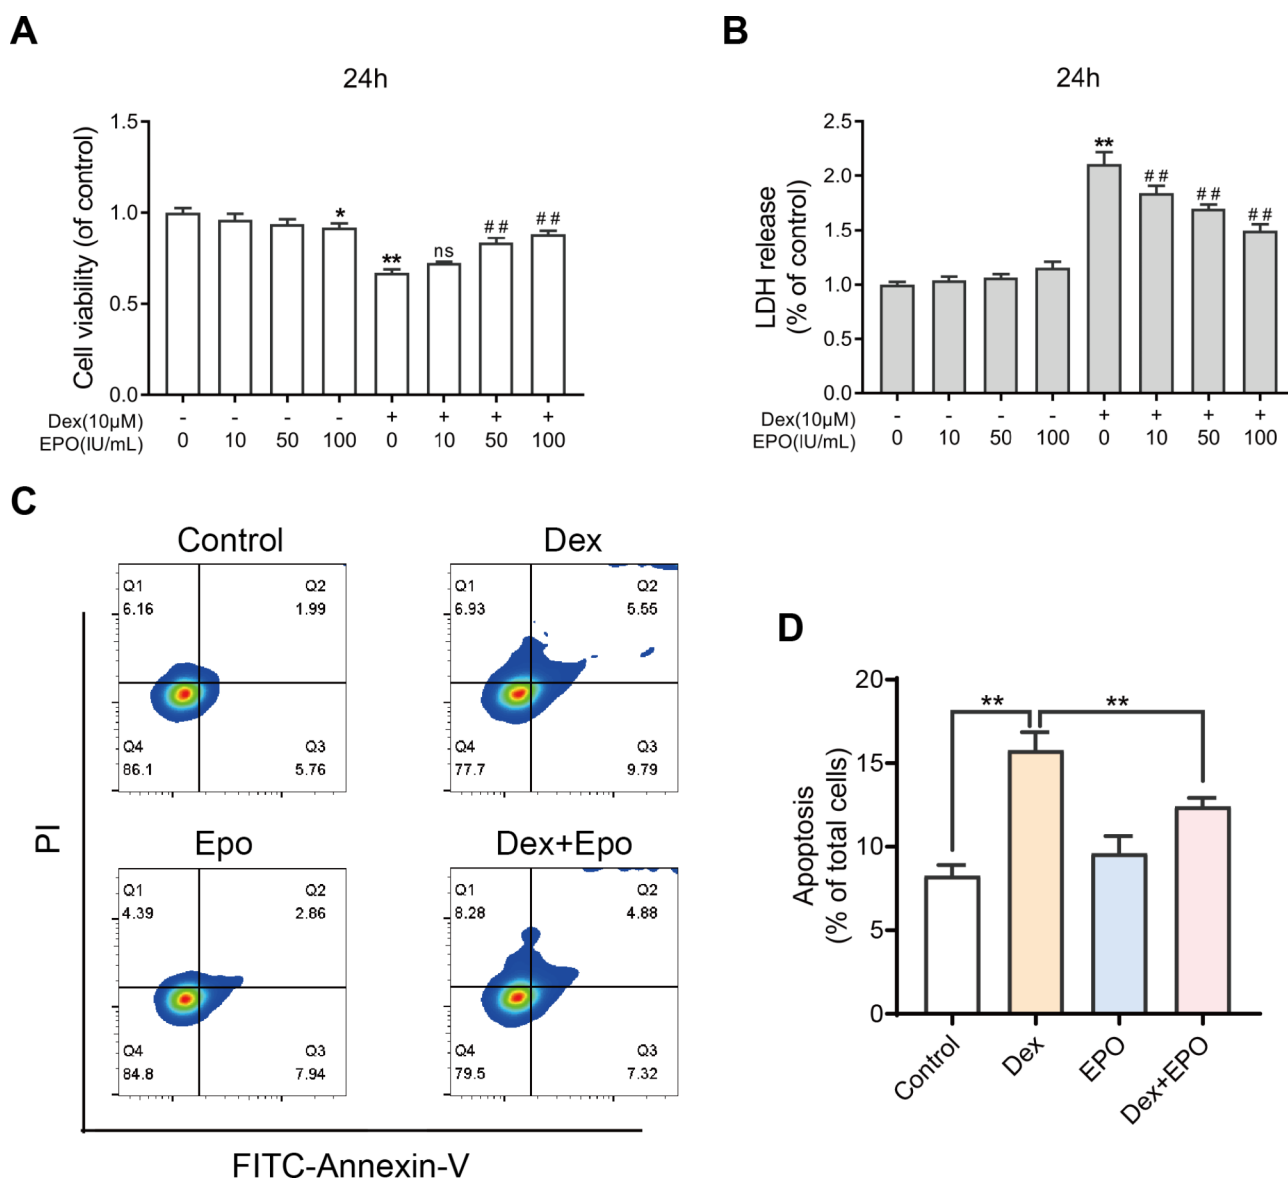 A
24h
Cell viability (of control)
1.5
1.0
0.5
0.0
*
**
ns
##
##
Dex(10μM) - - - - + + + +
EPO(IU/mL) 0 10 50 100 0 10 50 100
B
24h
LDH release
(% of control)
2.5
2.0
1.5
1.0
0.5
0.0
**
##
##
##
Dex(10μM) - - - - + + + +
EPO(IU/mL) 0 10 50 100 0 10 50 100
C
Control
Q1 Q2
6.16 1.99
Q4 Q3
86.1 5.76
Dex
Q1 Q2
6.93 5.55
Q4 Q3
77.7 9.79
Epo
Q1 Q2
4.39 2.86
Q4 Q3
84.8 7.94
Dex+Epo
Q1 Q2
8.28 4.88
Q4 Q3
79.5 7.32
PI
FITC-Annexin-V
D
Apoptosis
(% of total cells)
20
15
10
5
0
** **
Control
Dex
EPO
Dex+EPO